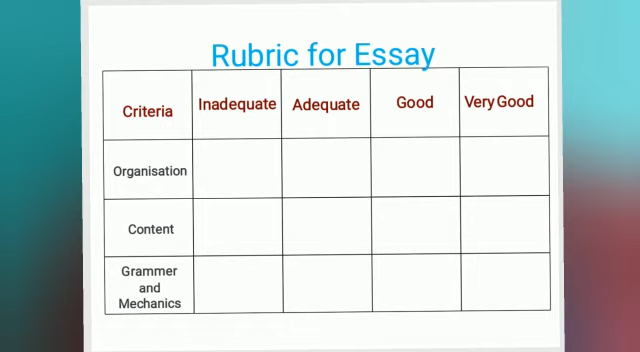 Rubric for Essay
Criteria Inadequate Adequate Good Very Good
Organisation
Content
Grammer
and
Mechanics